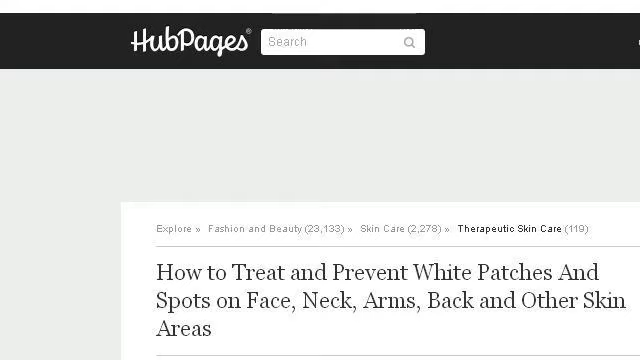 HubPages®
Search
Explore » Fashion and Beauty (23,133) » Skin Care (2,278) » Therapeutic Skin Care (119)
How to Treat and Prevent White Patches And
Spots on Face, Neck, Arms, Back and Other Skin
Areas